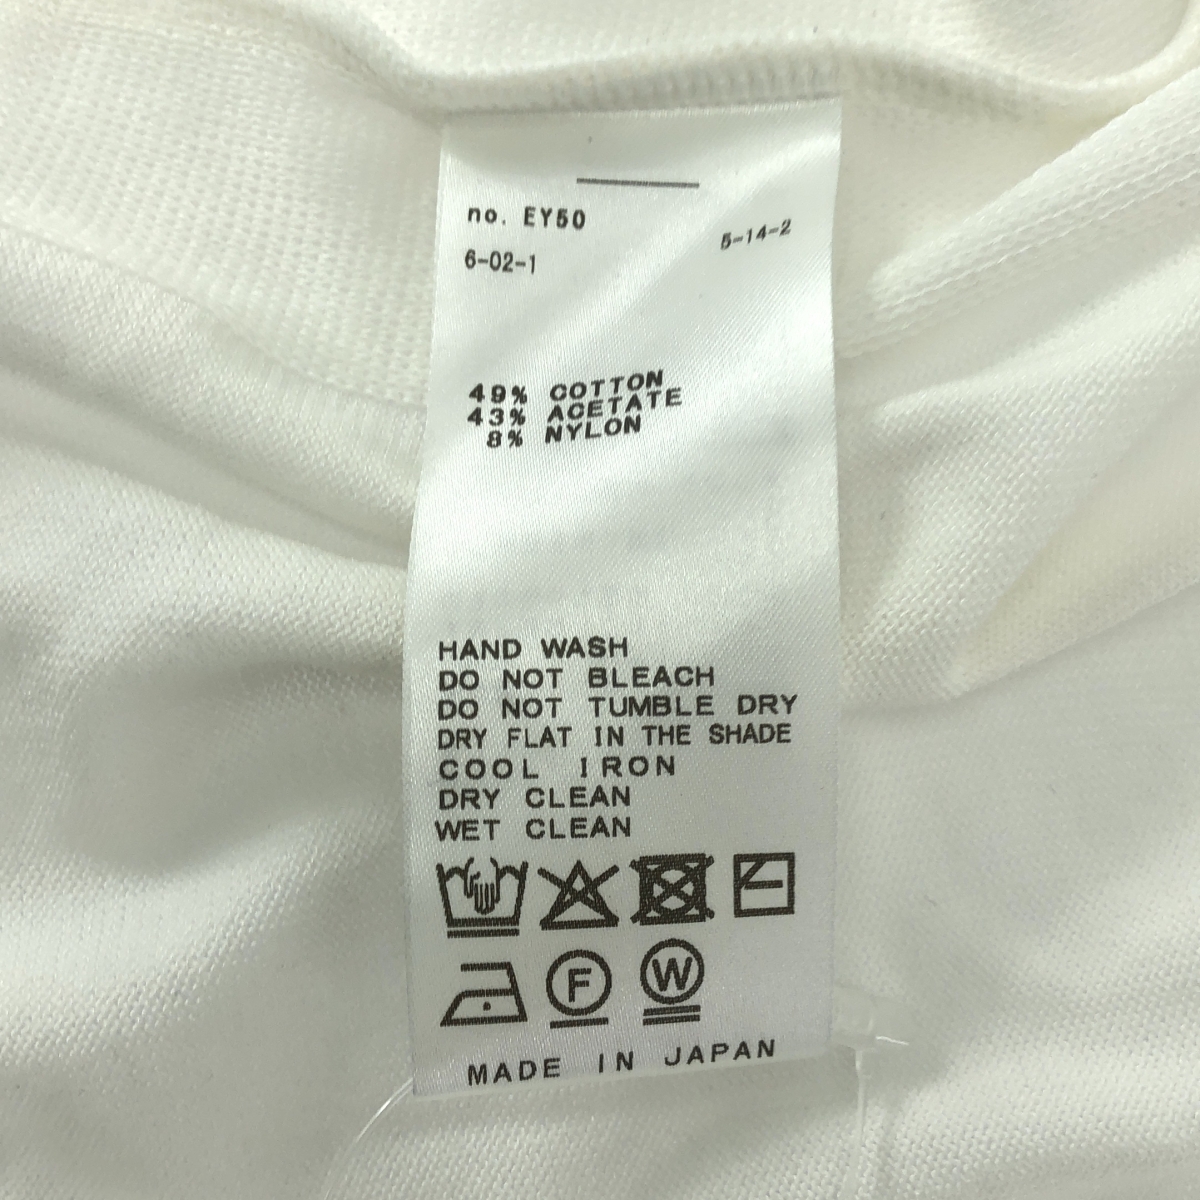 no. EY50
5-14-2
6-02-1
49% COTTON
43% ACETATE
8% NYLON
HAND WASH
DO NOT BLEACH
DO NOT TUMBLE DRY
DRY FLAT IN THE SHADE
COOL IRON
DRY CLEAN
WET CLEAN
F W
MADE IN JAPAN